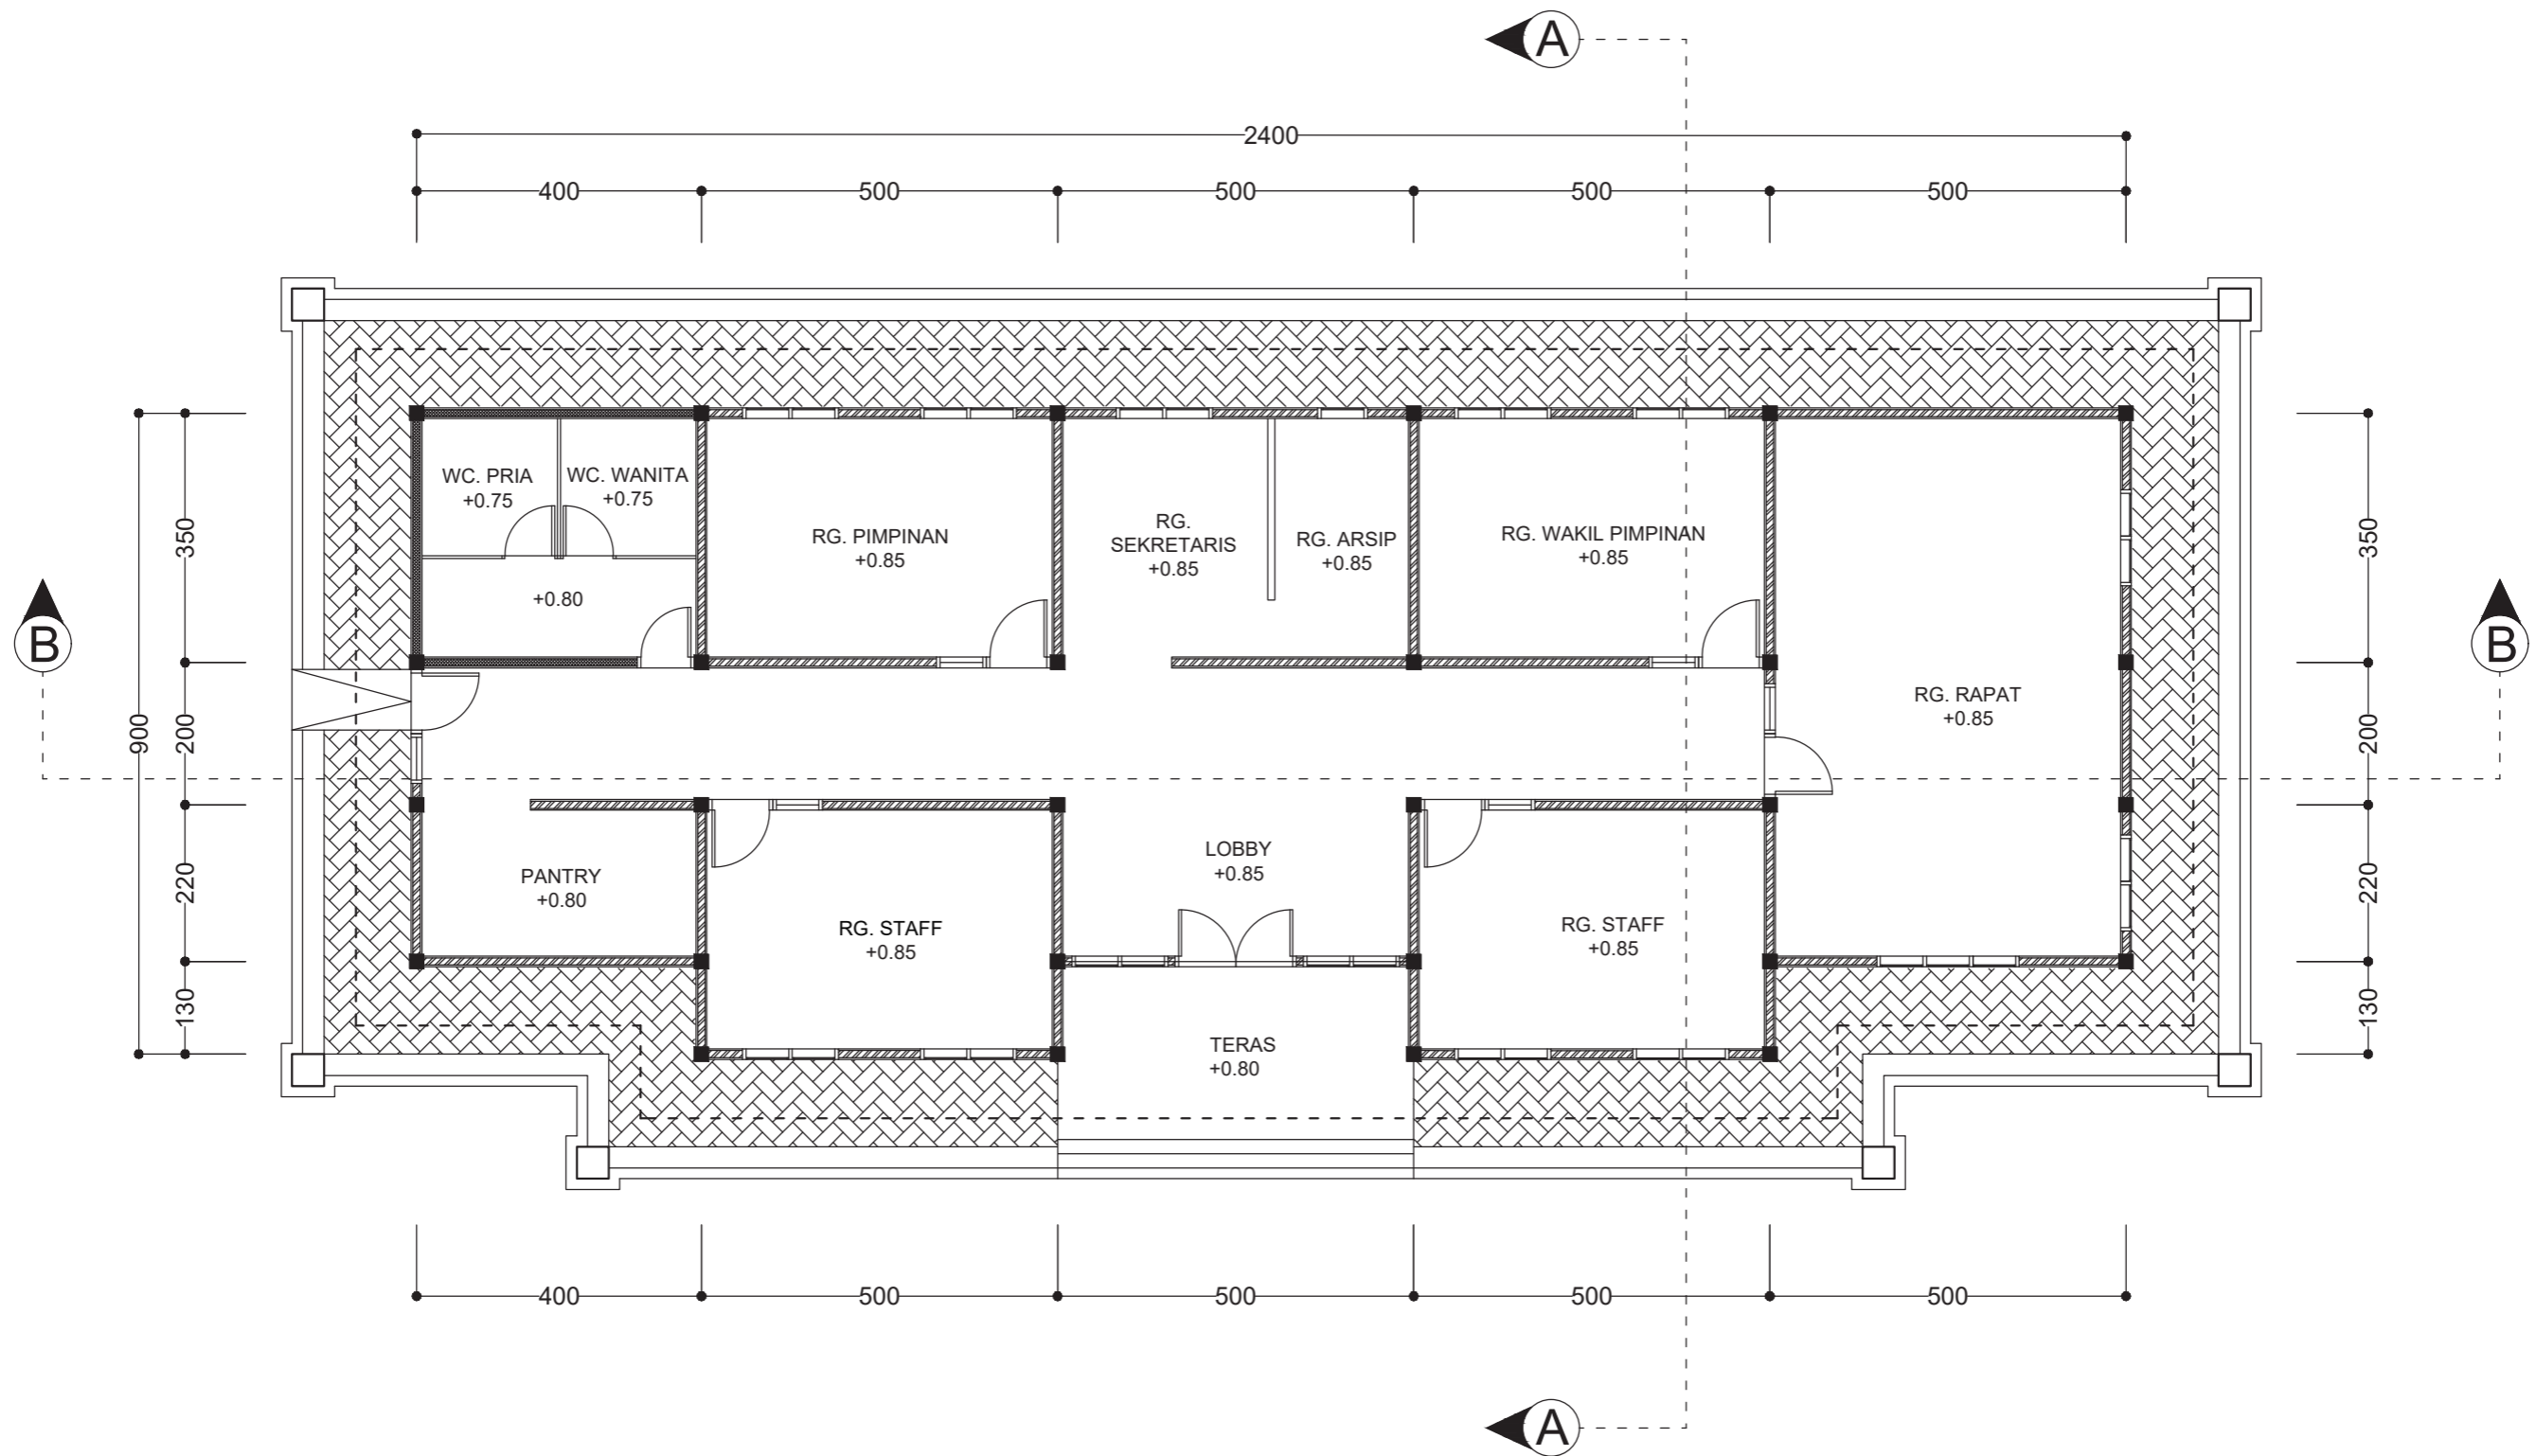 A
2400
400 500 500 500 500
WC. PRIA
+0.75
WC. WANITA
+0.75
+0.80
RG. PIMPINAN
+0.85
RG.
SEKRETARIS
+0.85
RG. ARSIP
+0.85
RG. WAKIL PIMPINAN
+0.85
RG. RAPAT
+0.85
350
200
220
130
900
350
200
220
130
B
B
PANTRY
+0.80
RG. STAFF
+0.85
LOBBY
+0.85
RG. STAFF
+0.85
TERAS
+0.80
400 500 500 500 500
A